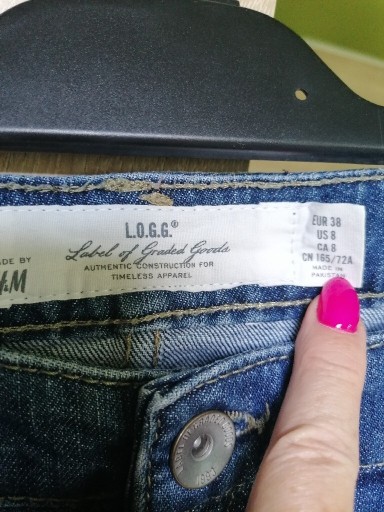 L.O.G.G.®
Label of Graded Goods
AUTHENTIC CONSTRUCTION FOR
TIMELESS APPAREL
ADE BY
&M
EUR 38
US 8
CA 8
CN 165/72A
MADE IN
PAKISTAN